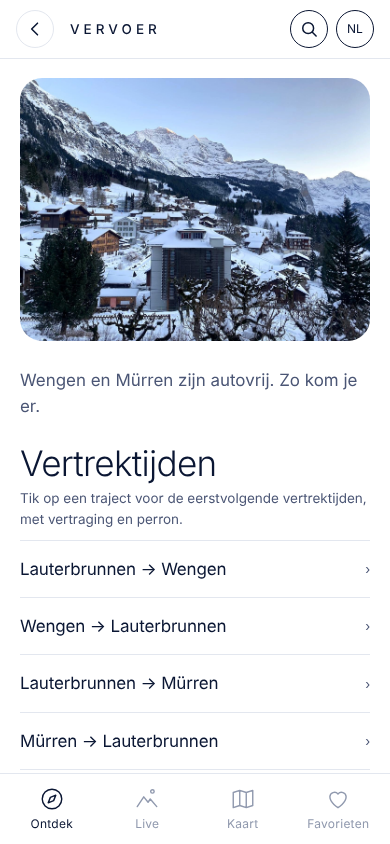 VERVOER
NL
Wengen en Mürren zijn autovrij. Zo kom je
er.
Vertrektijden
Tik op een traject voor de eerstvolgende vertrektijden,
met vertraging en perron.
Lauterbrunnen → Wengen ›
Wengen → Lauterbrunnen ›
Lauterbrunnen → Mürren ›
Mürren → Lauterbrunnen ›
Ontdek
Live
Kaart
Favorieten